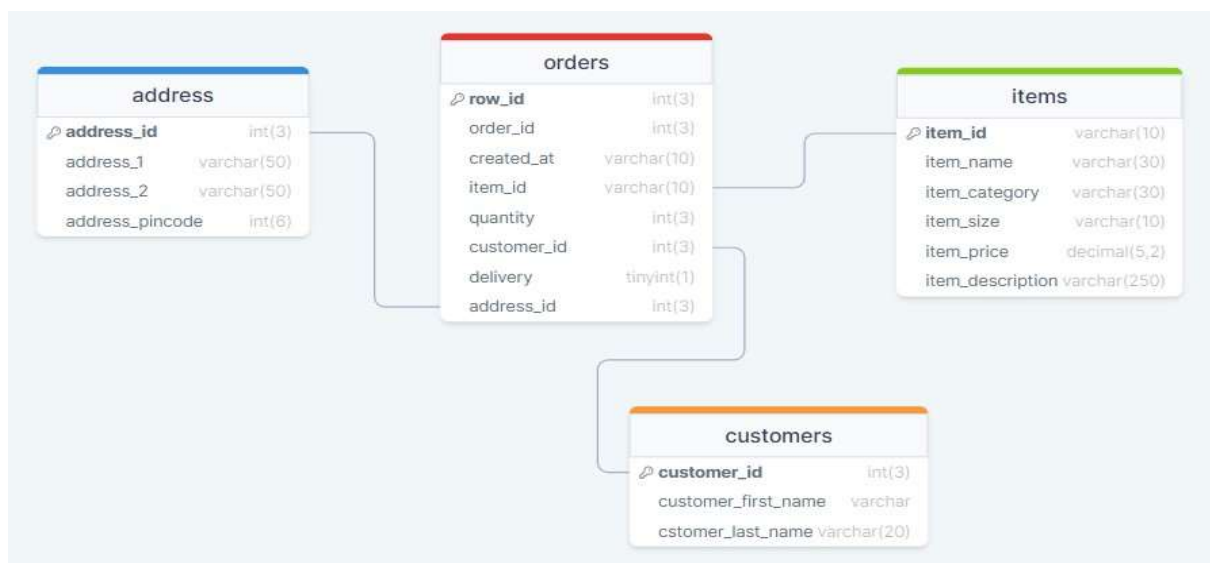 address
address_id int(3)
address_1 varchar(50)
address_2 varchar(50)
address_pincode int(6)
orders
row_id int(3)
order_id int(3)
created_at varchar(10)
item_id varchar(10)
quantity int(3)
customer_id int(3)
delivery tinyint(1)
address_id int(3)
items
item_id varchar(10)
item_name varchar(30)
item_category varchar(30)
item_size varchar(10)
item_price decimal(5,2)
item_description varchar(250)
customers
customer_id int(3)
customer_first_name varchar
cstomer_last_name varchar(20)